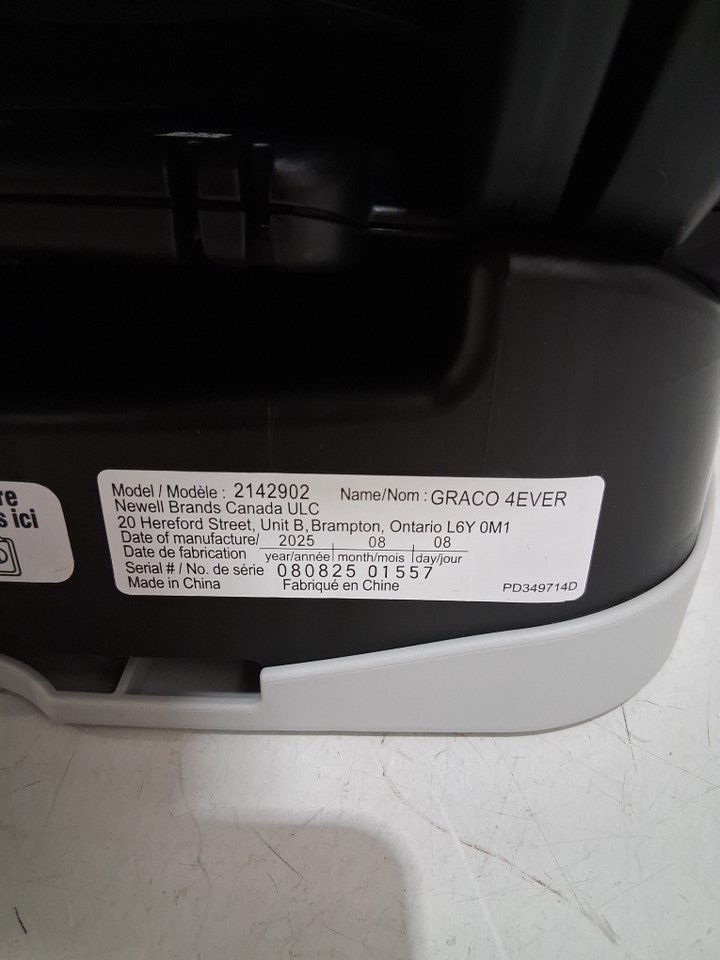 re
s ici
Model / Modèle : 2142902 Name/Nom : GRACO 4EVER
Newell Brands Canada ULC
20 Hereford Street, Unit B, Brampton, Ontario L6Y 0M1
Date of manufacture/ 2025 08 08
Date de fabrication year/année month/mois day/jour
Serial # / No. de série 080825 01557
Made in China Fabriqué en Chine PD349714D